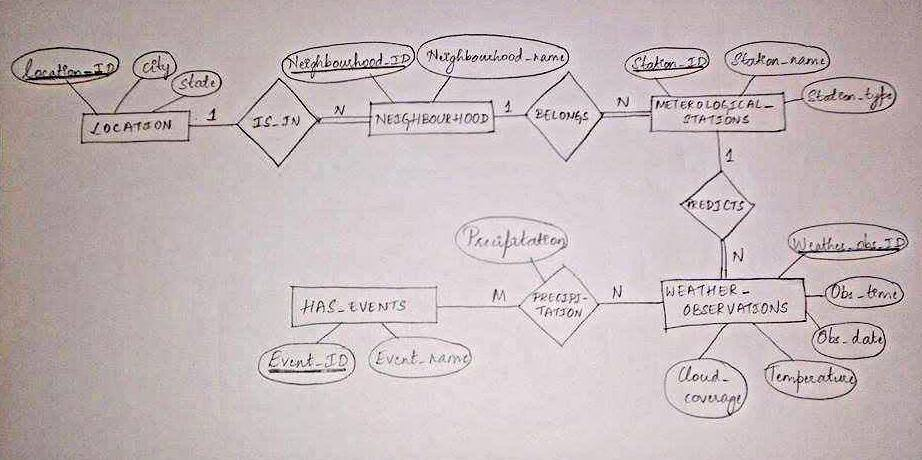 Location_ID
City
State
LOCATION
1
IS_IN
N
Neighbourhood_ID
Neighbourhood_name
NEIGHBOURHOOD
1
BELONGS
N
Station_ID
Station_name
Station_type
METEROLOGICAL_
STATIONS
1
PREDICTS
N
Weather_obs_ID
Obs_time
Obs_date
Temperature
Cloud_
coverage
WEATHER_
OBSERVATIONS
N
Precipitation
PRECIPI-
TATION
M
HAS_EVENTS
Event_ID
Event_name